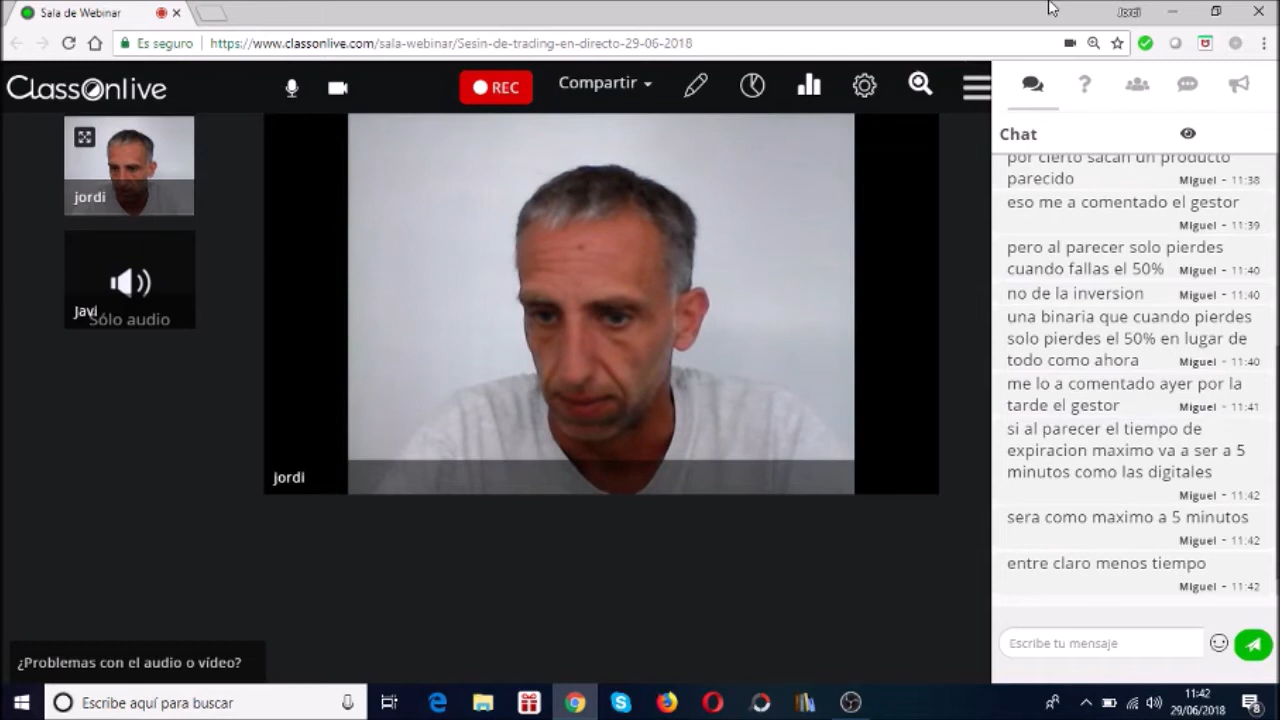 Sala de Webinar
Jordi
Es seguro
https://www.classonlive.com/sala-webinar/Sesin-de-trading-en-directo-29-06-2018
ClassOnlive
REC
Compartir
jordi
Javi
Sólo audio
jordi
¿Problemas con el audio o vídeo?
Chat
por cierto sacan un producto
parecido
Miguel - 11:38
eso me a comentado el gestor
Miguel - 11:39
pero al parecer solo pierdes
cuando fallas el 50%
Miguel - 11:40
no de la inversion
Miguel - 11:40
una binaria que cuando pierdes
solo pierdes el 50% en lugar de
todo como ahora
Miguel - 11:40
me lo a comentado ayer por la
tarde el gestor
Miguel - 11:41
si al parecer el tiempo de
expiracion maximo va a ser a 5
minutos como las digitales
Miguel - 11:42
sera como maximo a 5 minutos
Miguel - 11:42
entre claro menos tiempo
Miguel - 11:42
Escribe tu mensaje
Escribe aquí para buscar
11:42
29/06/2018
8